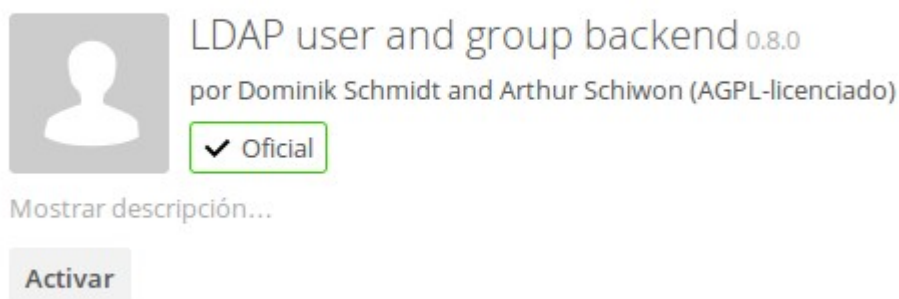 LDAP user and group backend 0.8.0
por Dominik Schmidt and Arthur Schiwon (AGPL-licenciado)
Oficial
Mostrar descripción…
Activar